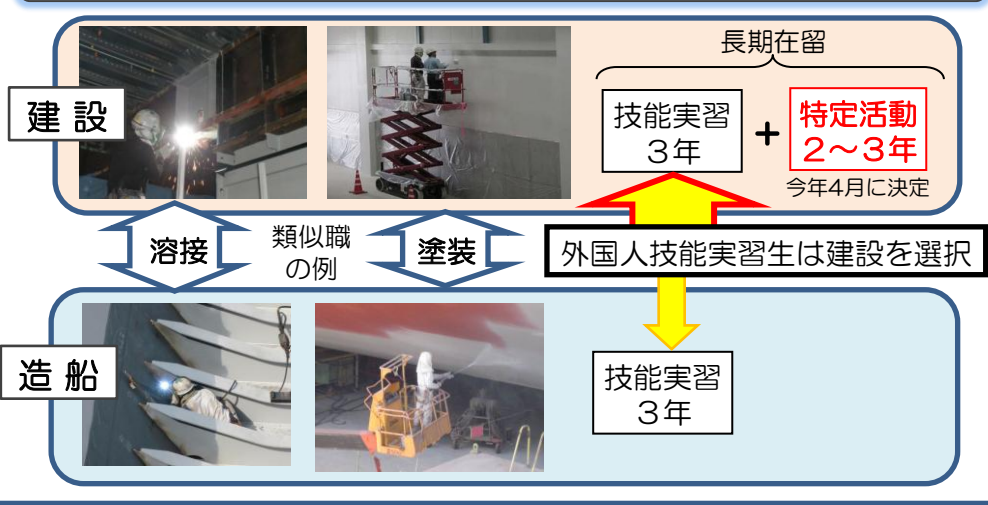 長期在留
建設
技能実習
３年
＋
特定活動
２～３年
今年4月に決定
溶接
類似職
の例
塗装
外国人技能実習生は建設を選択
造船
技能実習
３年